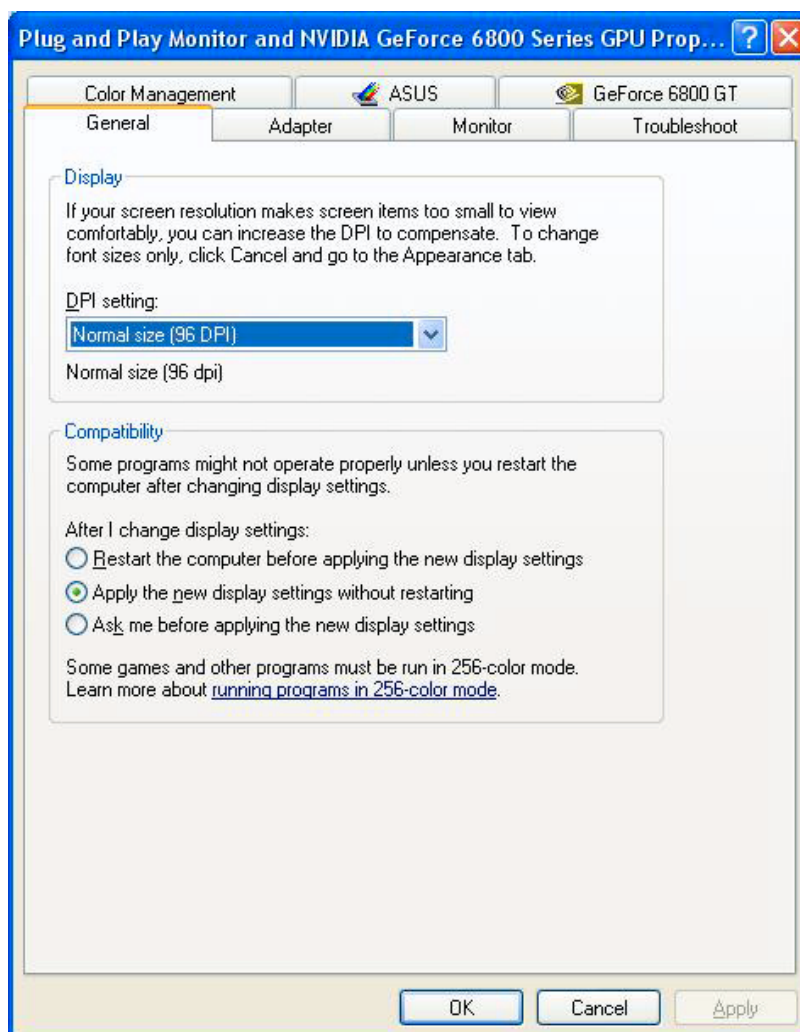 Plug and Play Monitor and NVIDIA GeForce 6800 Series GPU Prop...
Color Management
ASUS
GeForce 6800 GT
General
Adapter
Monitor
Troubleshoot
Display
If your screen resolution makes screen items too small to view
comfortably, you can increase the DPI to compensate. To change
font sizes only, click Cancel and go to the Appearance tab.
DPI setting:
Normal size (96 DPI)
Normal size (96 dpi)
Compatibility
Some programs might not operate properly unless you restart the
computer after changing display settings.
After I change display settings:
Restart the computer before applying the new display settings
Apply the new display settings without restarting
Ask me before applying the new display settings
Some games and other programs must be run in 256-color mode.
Learn more about running programs in 256-color mode.
OK
Cancel
Apply